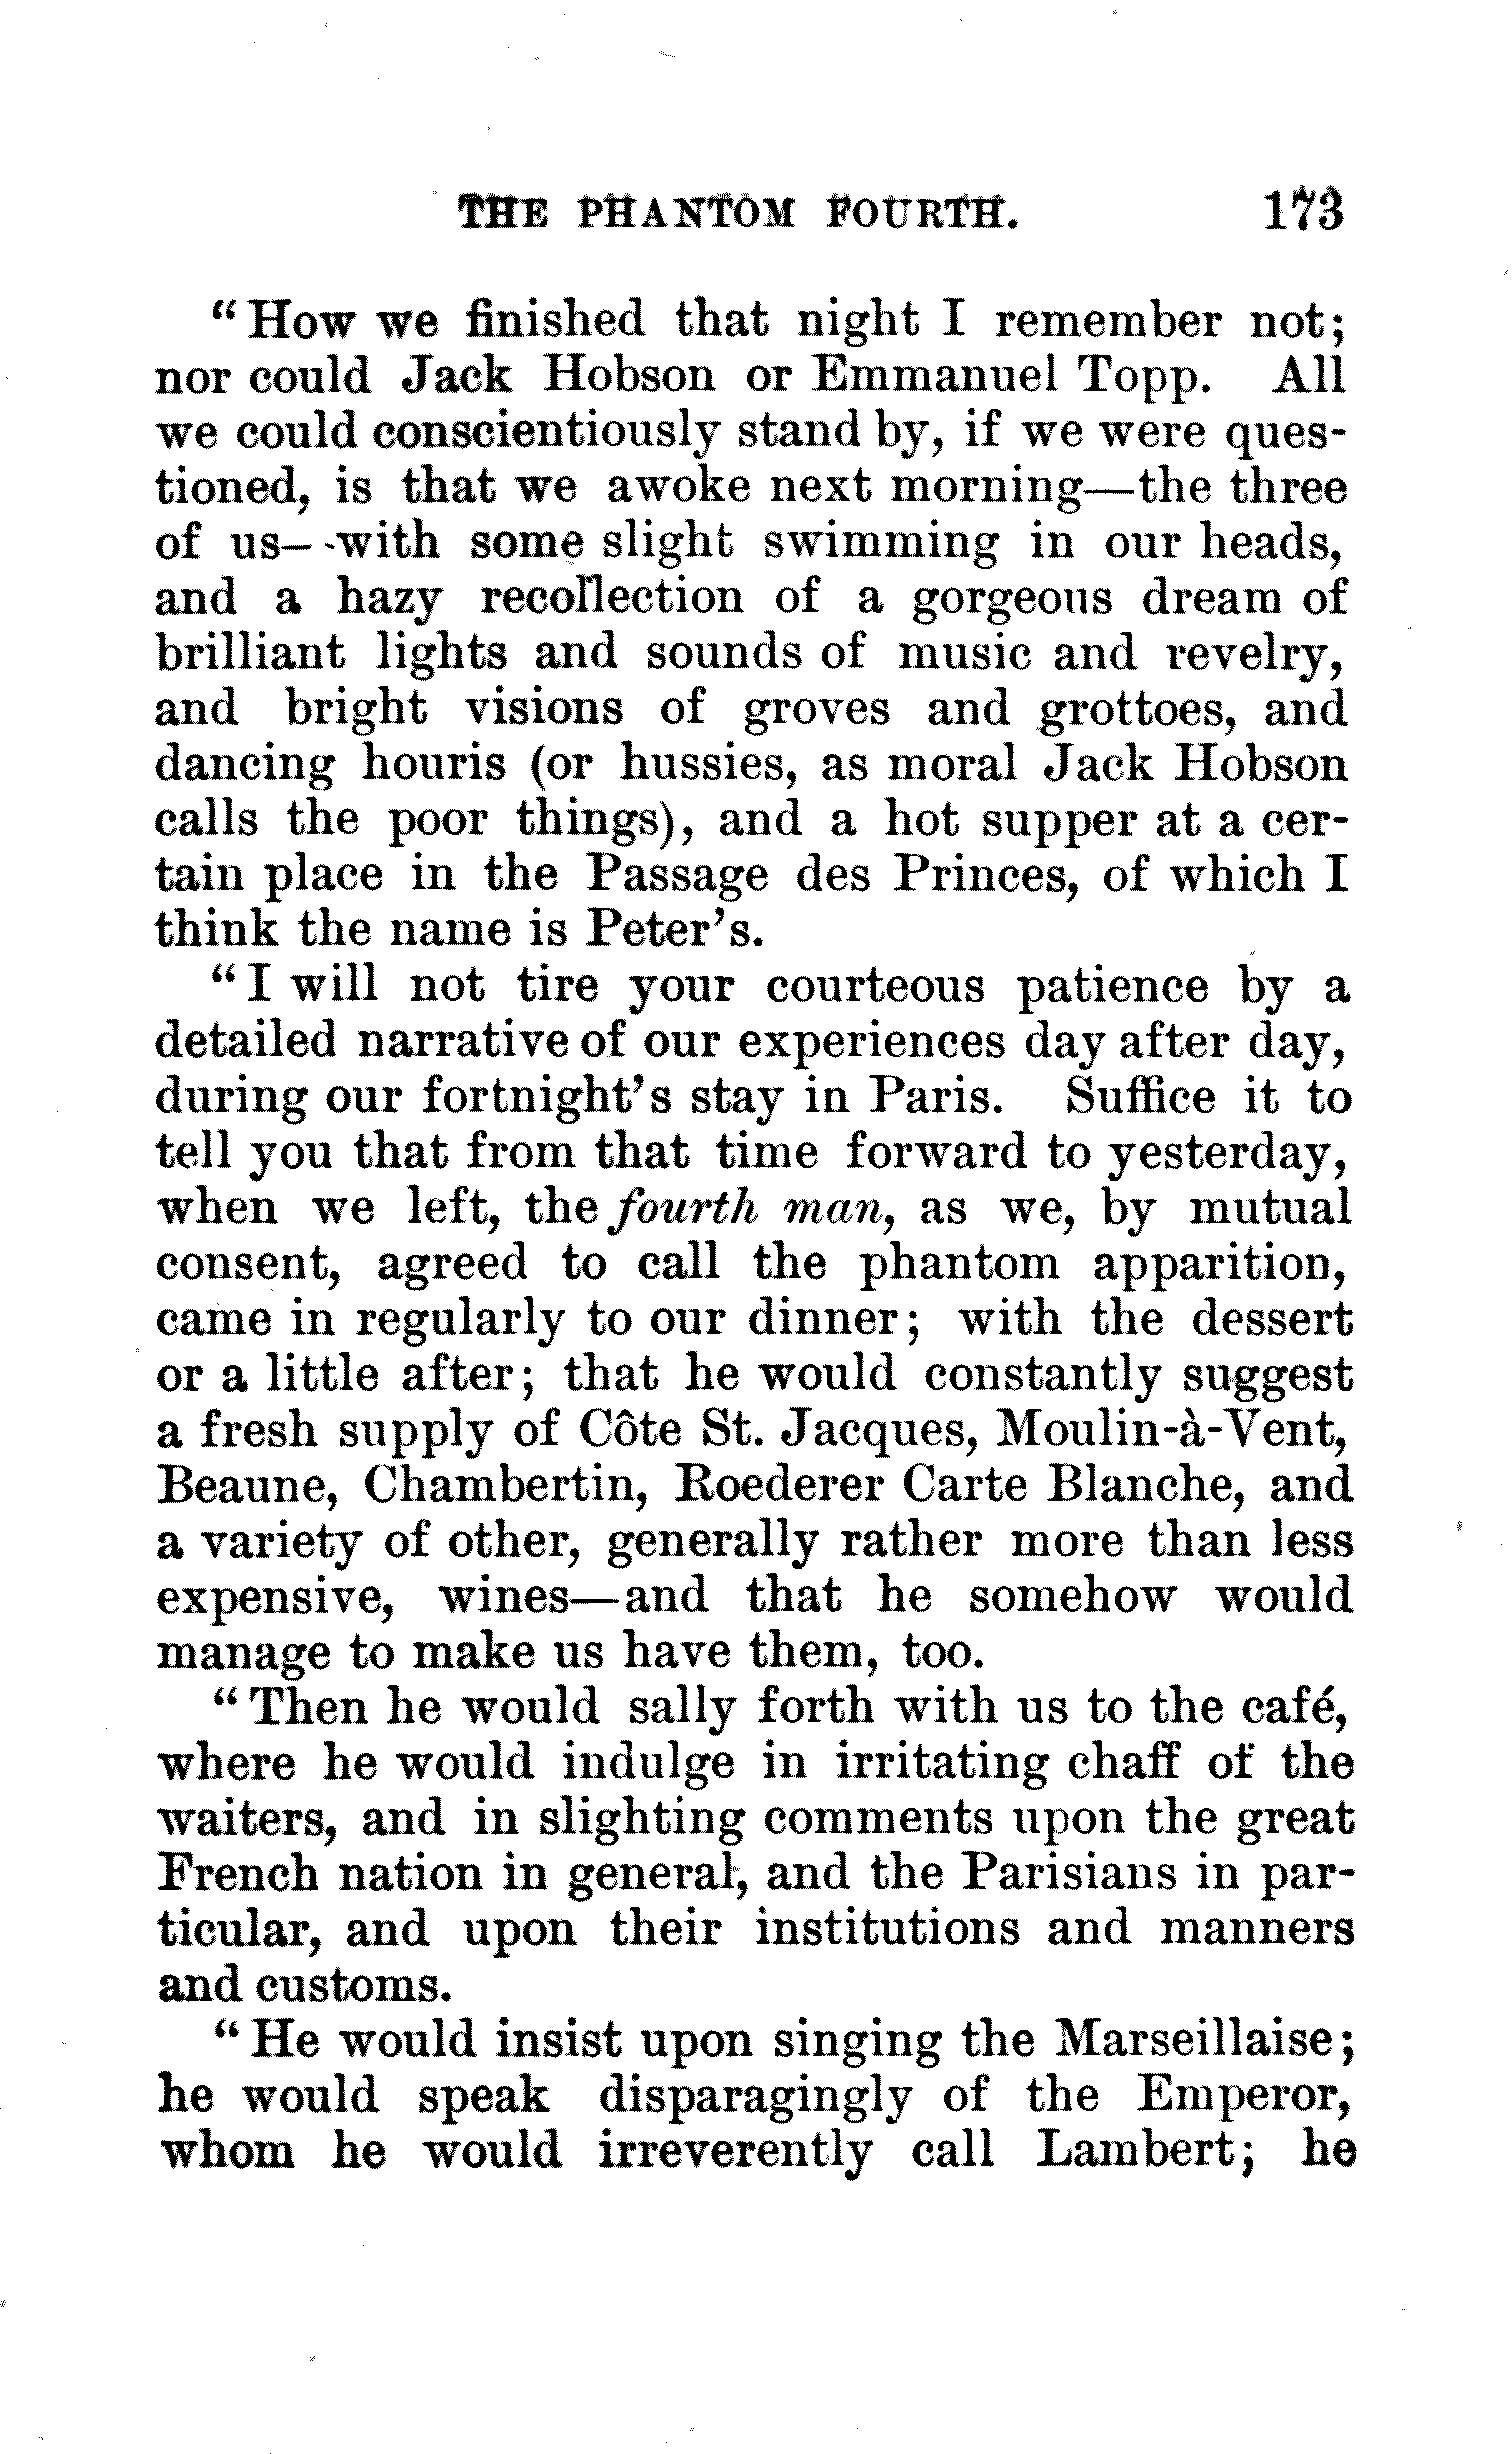 THE PHANTOM FOURTH. 173
“How we finished that night I remember not;
nor could Jack Hobson or Emmanuel Topp. All
we could conscientiously stand by, if we were ques-
tioned, is that we awoke next morning—the three
of us—with some slight swimming in our heads,
and a hazy recollection of a gorgeous dream of
brilliant lights and sounds of music and revelry,
and bright visions of groves and grottoes, and
dancing houris (or hussies, as moral Jack Hobson
calls the poor things), and a hot supper at a cer-
tain place in the Passage des Princes, of which I
think the name is Peter’s.
“I will not tire your courteous patience by a
detailed narrative of our experiences day after day,
during our fortnight’s stay in Paris. Suffice it to
tell you that from that time forward to yesterday,
when we left, the fourth man, as we, by mutual
consent, agreed to call the phantom apparition,
came in regularly to our dinner; with the dessert
or a little after; that he would constantly suggest
a fresh supply of Côte St. Jacques, Moulin-à-Vent,
Beaune, Chambertin, Roederer Carte Blanche, and
a variety of other, generally rather more than less
expensive, wines—and that he somehow would
manage to make us have them, too.
“Then he would sally forth with us to the café,
where he would indulge in irritating chaff of the
waiters, and in slighting comments upon the great
French nation in general, and the Parisians in par-
ticular, and upon their institutions and manners
and customs.
“He would insist upon singing the Marseillaise;
he would speak disparagingly of the Emperor,
whom he would irreverently call Lambert; he